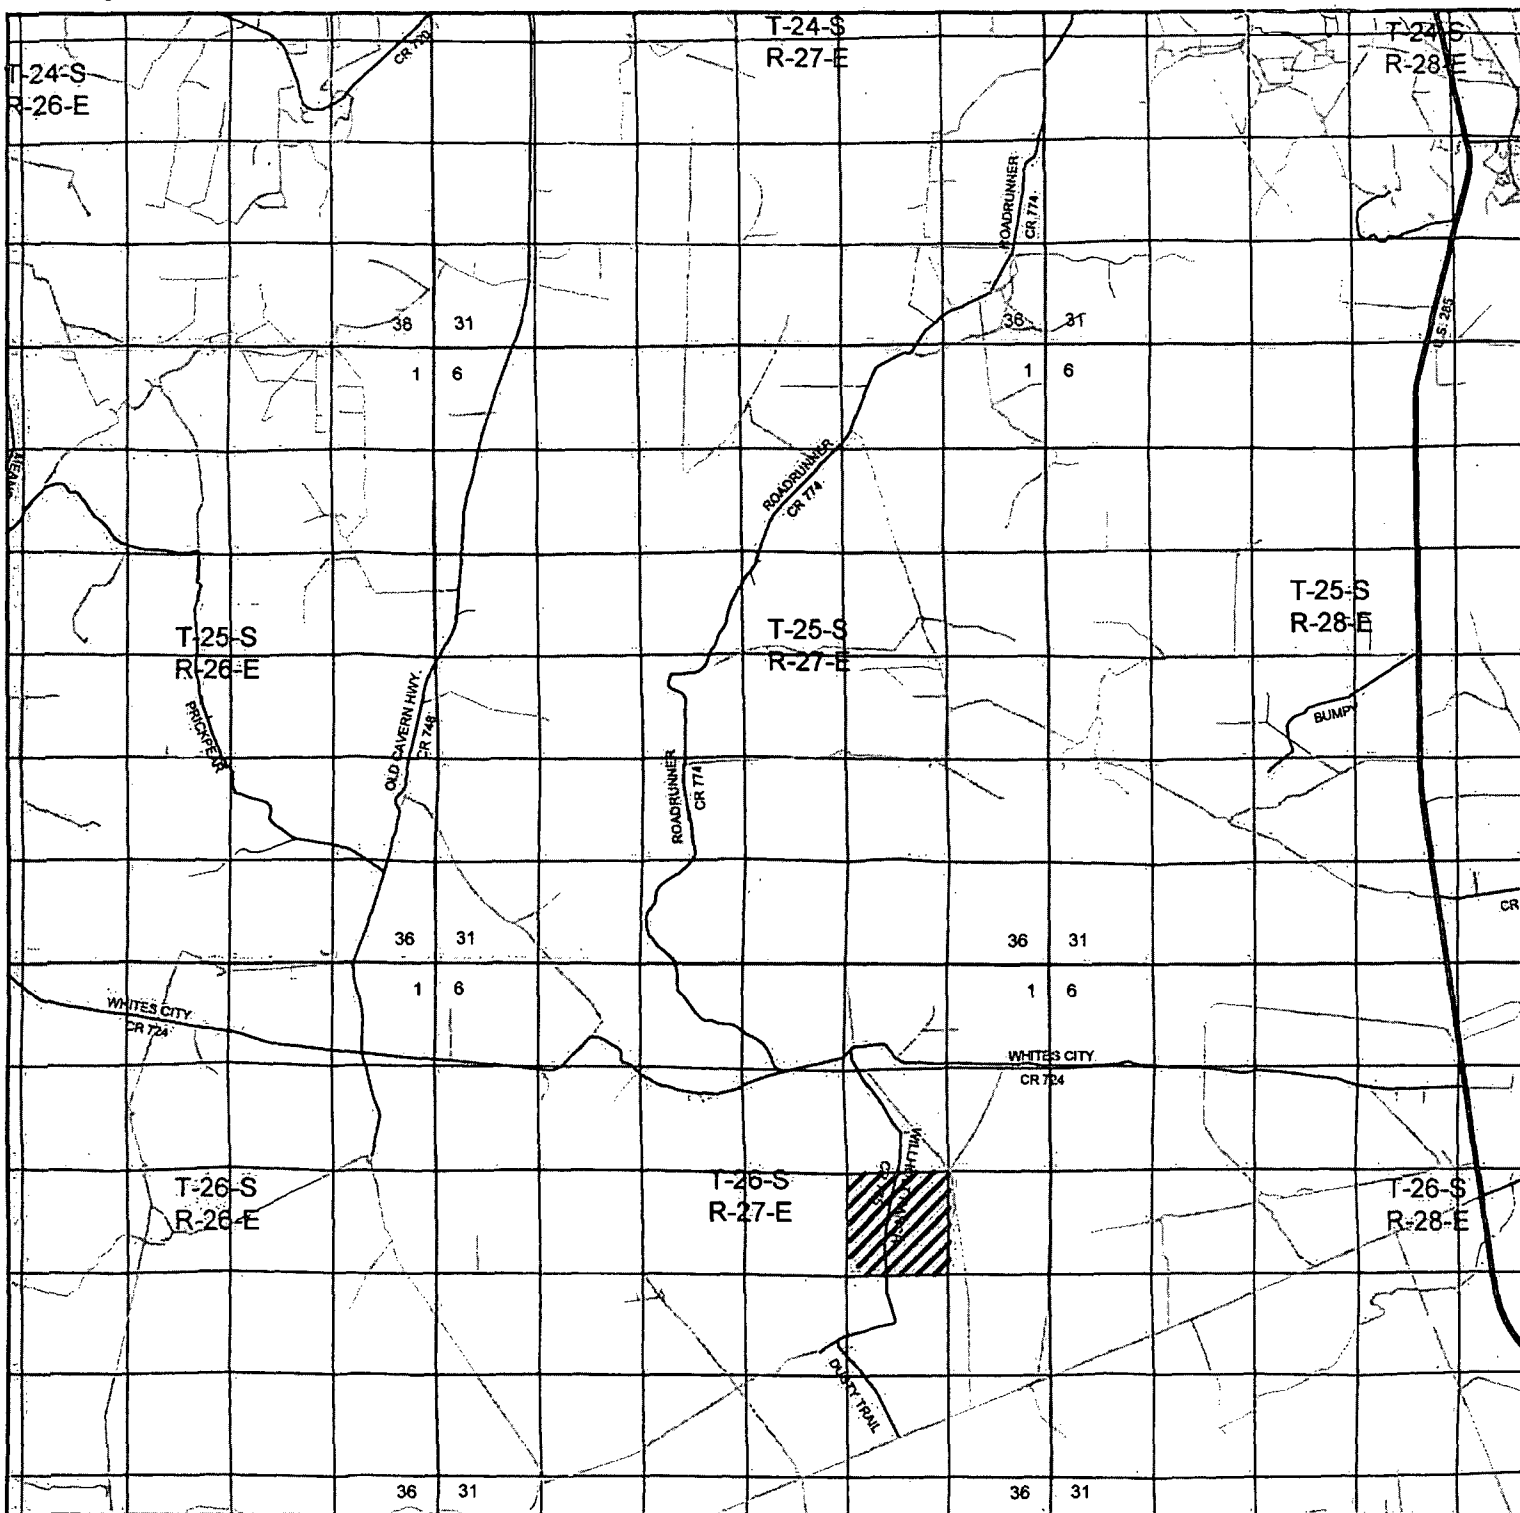 T-24-S
R-27-E
T-24-S
R-28-E
T-24-S
R-26-E
CR 720
ROADRUNNER
CR 774
38 31
36 31
U.S. 285
1 6
1 6
ROADRUNNER
CR 774
T-25-S
R-28-E
T-25-S
R-26-E
T-25-S
R-27-E
PRICKPEAR
OLD CAVERN HWY.
CR 748
BUMPY
ROADRUNNER
CR 774
CR
36 31
36 31
1 6
1 6
WHITES CITY
CR 724
WHITES CITY
CR 724
T-26-S
R-26-E
T-26-S
R-27-E
T-26-S
R-28-E
DUSTY TRAIL
36 31
36 31